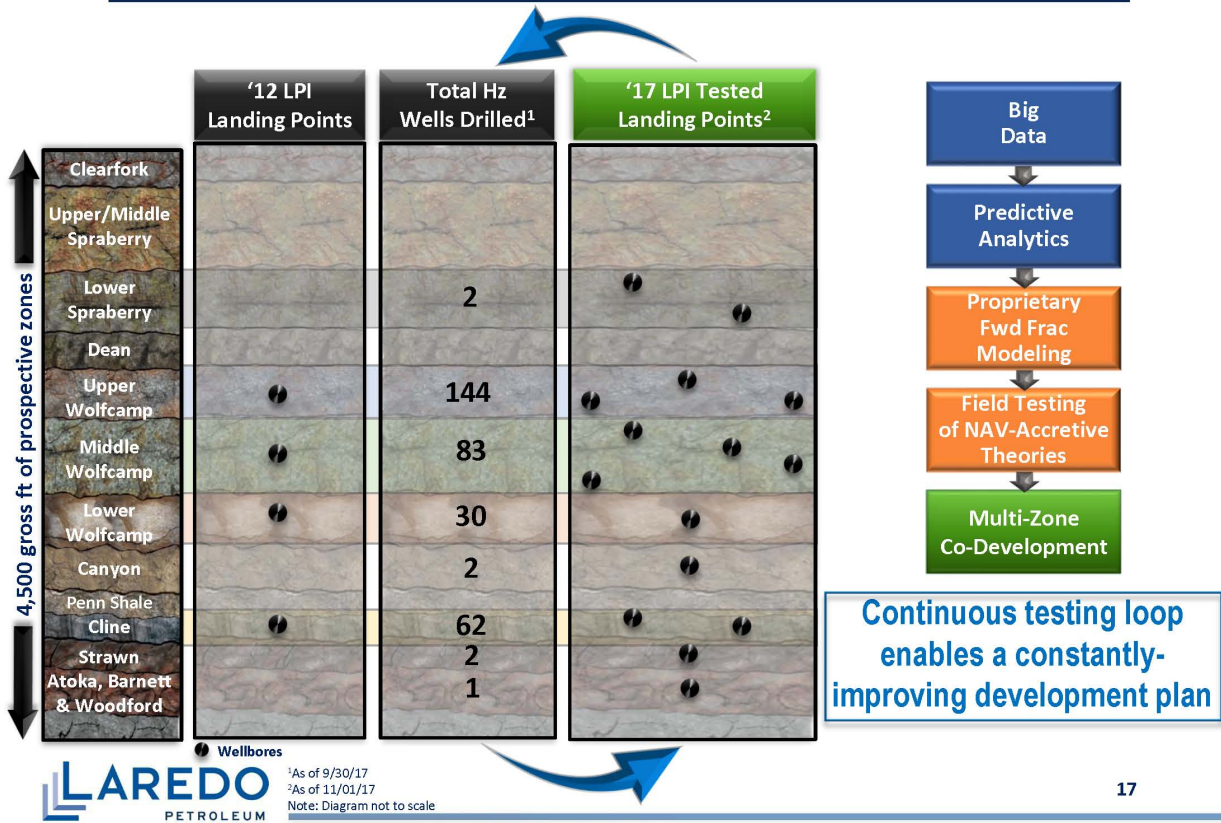 '12 LPI
Landing Points
Total Hz
Wells Drilled1
'17 LPI Tested
Landing Points2
4,500 gross ft of prospective zones
Clearfork
Upper/Middle
Spraberry
Lower
Spraberry
2
Dean
Upper
Wolfcamp
144
Middle
Wolfcamp
83
Lower
Wolfcamp
30
Canyon
2
Penn Shale
Cline
62
Strawn
2
Atoka, Barnett
& Woodford
1
Big
Data
Predictive
Analytics
Proprietary
Fwd Frac
Modeling
Field Testing
of NAV-Accretive
Theories
Multi-Zone
Co-Development
Continuous testing loop
enables a constantly-
improving development plan
Wellbores
LAREDO
PETROLEUM
1As of 9/30/17
2As of 11/01/17
Note: Diagram not to scale
17